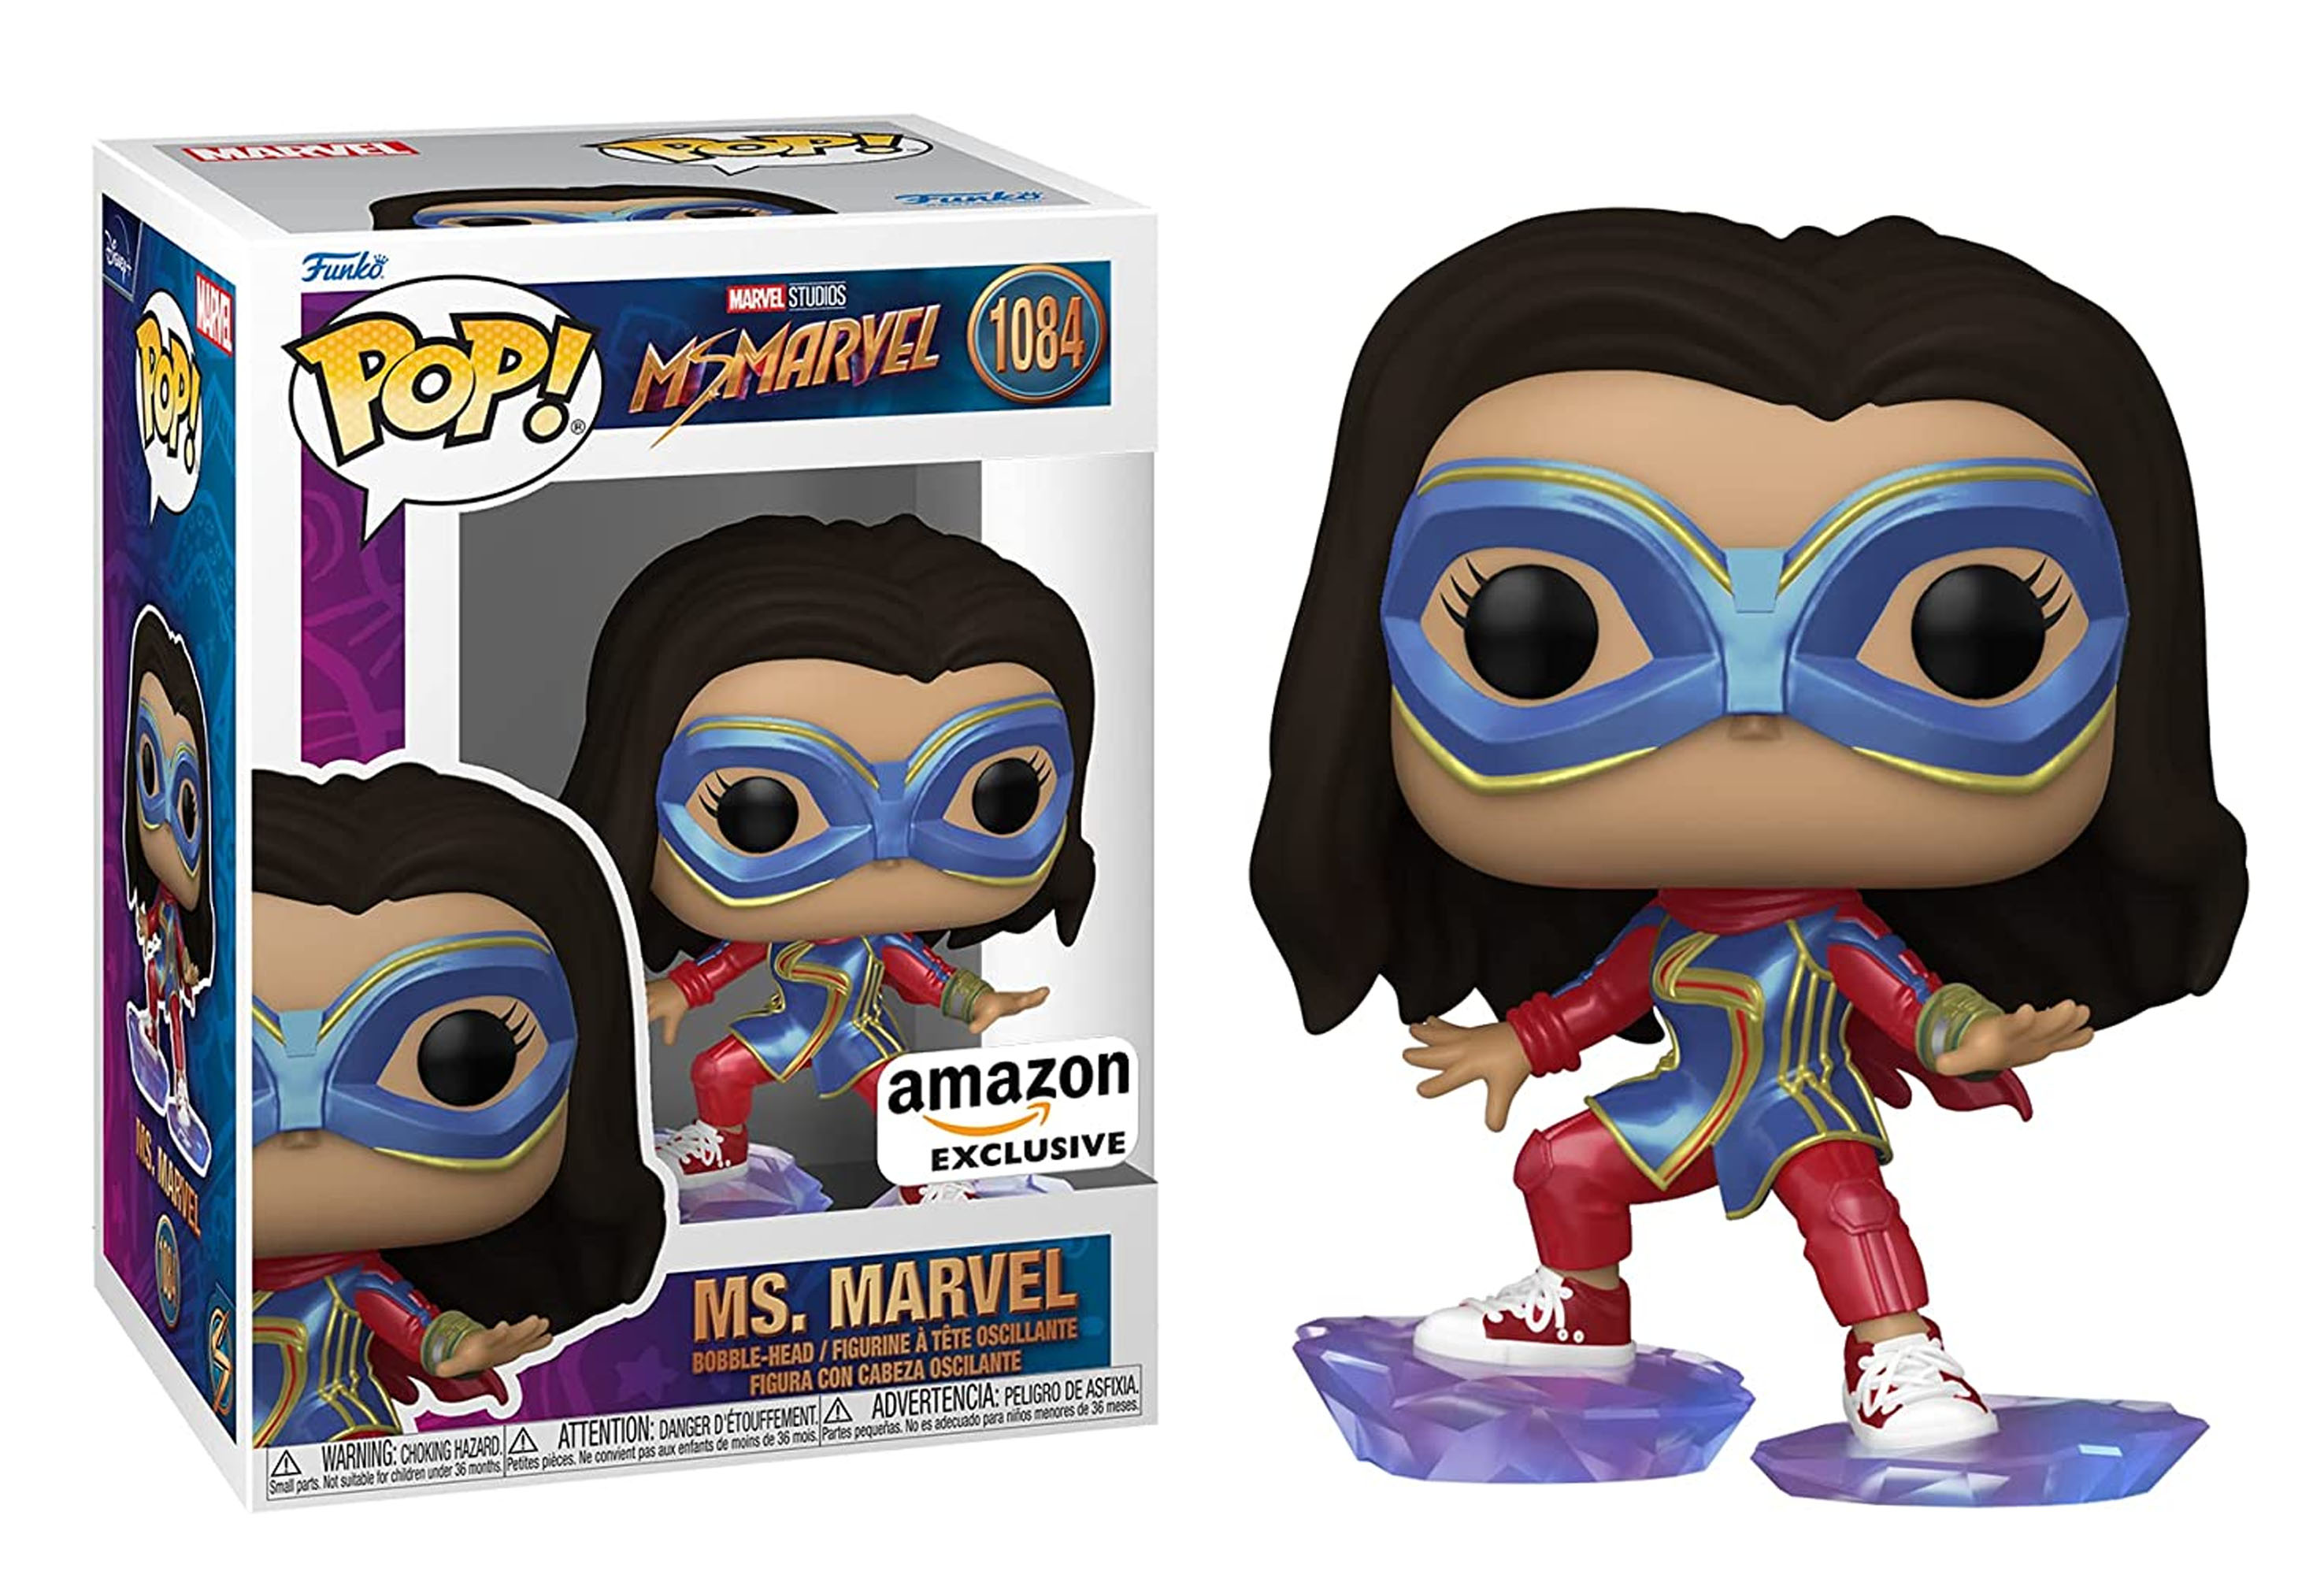 MARVEL
POP!
Funko
Disney+
MARVEL
POP!
MS. MARVEL
1084
Funko
POP!®
MARVEL STUDIOS
MS MARVEL
1084
amazon
EXCLUSIVE
MS. MARVEL
BOBBLE-HEAD / FIGURINE À TÊTE OSCILLANTE
FIGURA CON CABEZA OSCILANTE
WARNING: CHOKING HAZARD.
Small parts. Not suitable for children under 36 months.
ATTENTION: DANGER D'ÉTOUFFEMENT.
Petites pièces. Ne convient pas aux enfants de moins de 36 mois.
ADVERTENCIA: PELIGRO DE ASFIXIA.
Partes pequeñas. No es adecuado para niños menores de 36 meses.